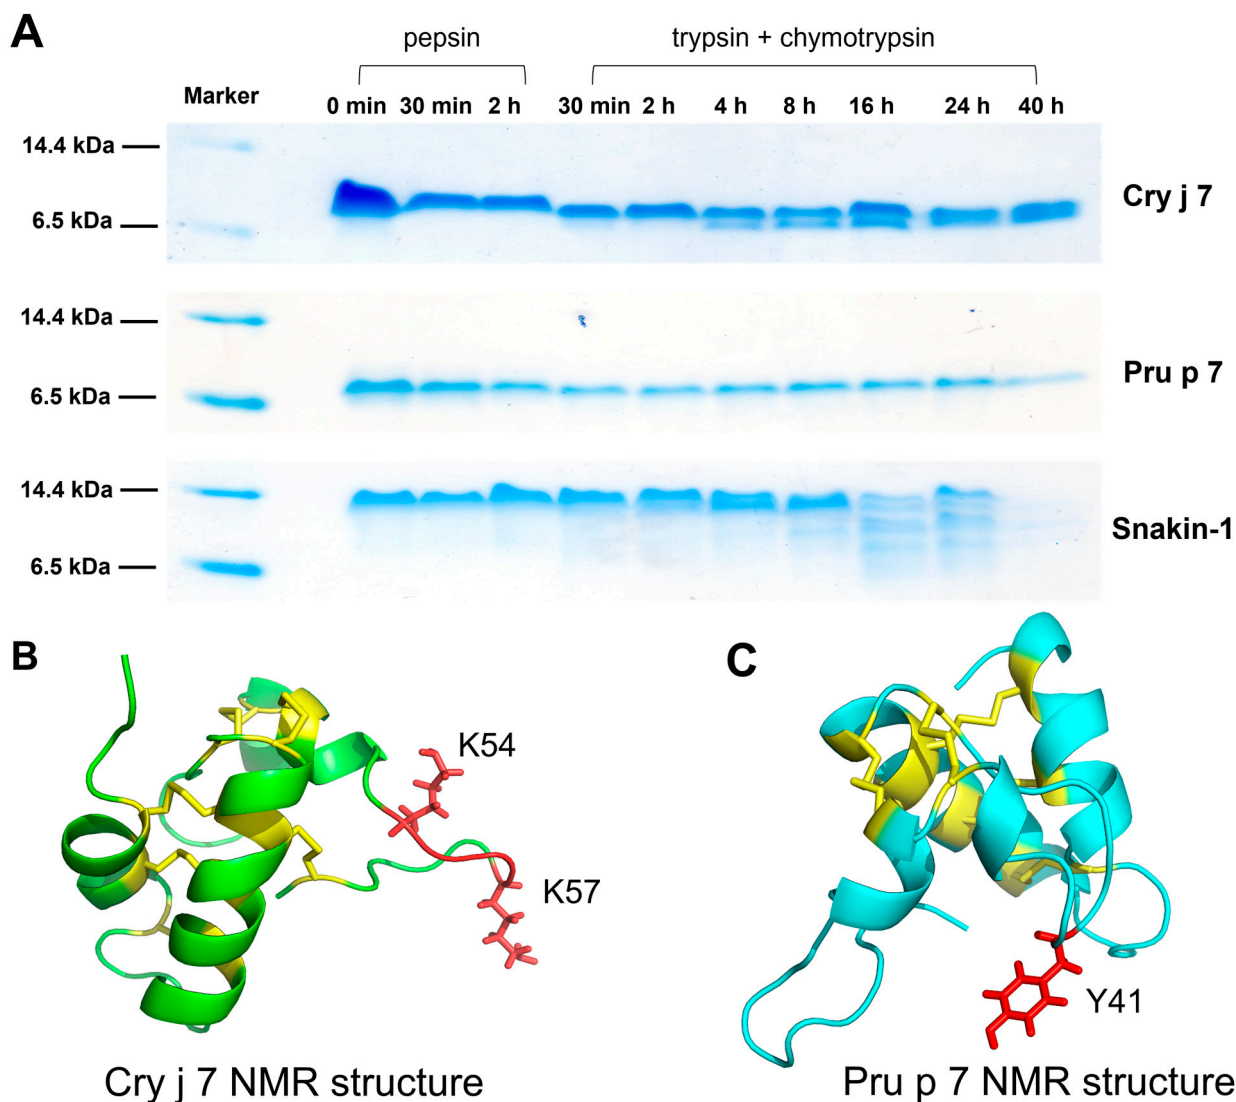 A
pepsin
trypsin + chymotrypsin
Marker
0 min 30 min 2 h 30 min 2 h 4 h 8 h 16 h 24 h 40 h
14.4 kDa
6.5 kDa
Cry j 7
14.4 kDa
6.5 kDa
Pru p 7
14.4 kDa
6.5 kDa
Snakin-1
B
K54
K57
Cry j 7 NMR structure
C
Y41
Pru p 7 NMR structure